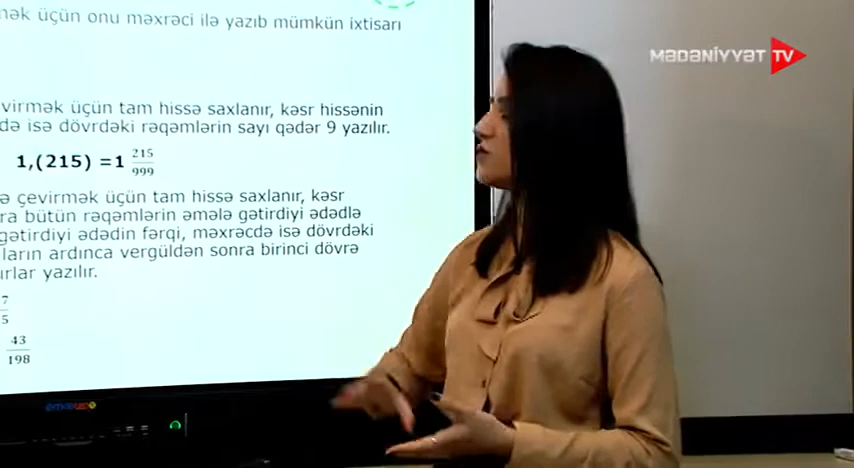 mək üçün onu məxrəci ilə yazıb mümkün ixtisarı
MƏDƏNİYYƏT TV
virmək üçün tam hissə saxlanır, kəsr hissənin
də isə dövrdəki rəqəmlərin sayı qədər 9 yazılır.
1,(215) =1 215/999
ə çevirmək üçün tam hissə saxlanır, kəsr
ra bütün rəqəmlərin əmələ gətirdiyi ədədlə
gətirdiyi ədədin fərqi, məxrəcdə isə dövrdəki
ların ardınca vergüldən sonra birinci dövrə
ırlar yazılır.
7/5
43/198